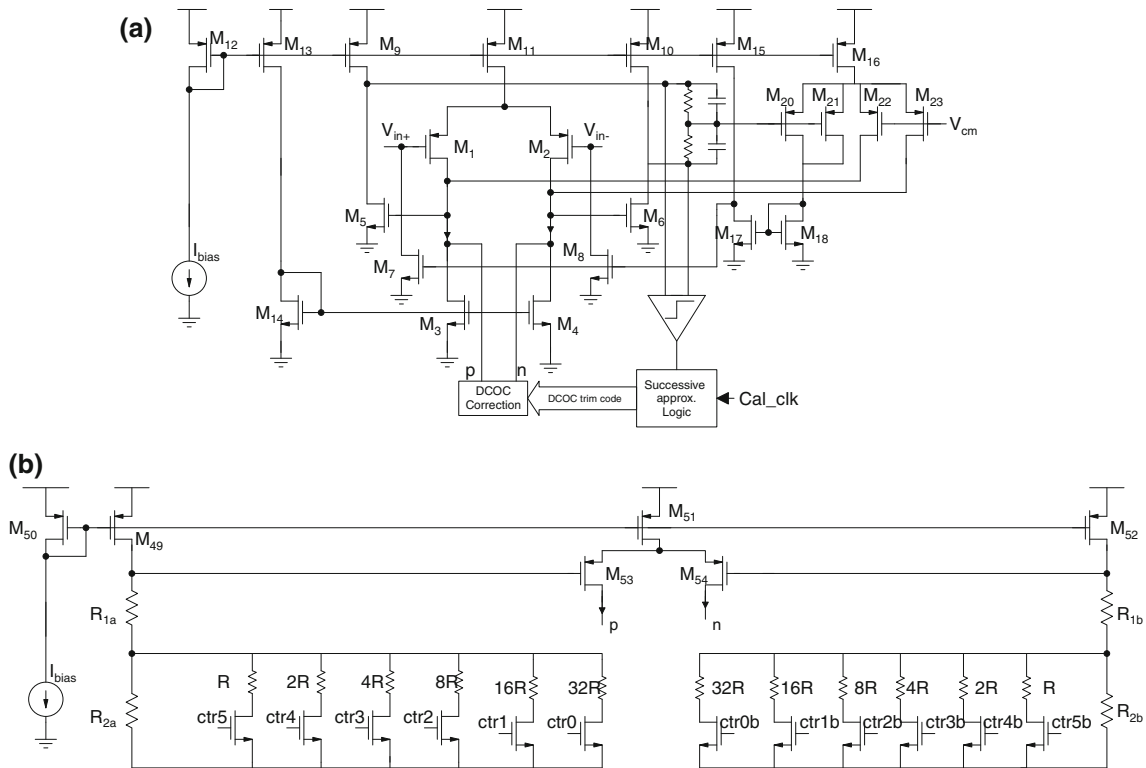 (a)
M12
M13
M9
M11
M10
M15
M16
M20
M21
M22
M23
Vcm
Vin+
M1
M2
Vin-
M5
M6
M17
M18
Ibias
M7
M8
M14
M3
M4
p
n
DCOC
Correction
DCOC trim code
Successive
approx.
Logic
Cal_clk
(b)
M50
M49
M51
M52
M53
M54
R1a
p
n
R1b
Ibias
R
2R
4R
8R
16R
32R
32R
16R
8R
4R
2R
R
R2a
ctr5
ctr4
ctr3
ctr2
ctr1
ctr0
ctr0b
ctr1b
ctr2b
ctr3b
ctr4b
ctr5b
R2b